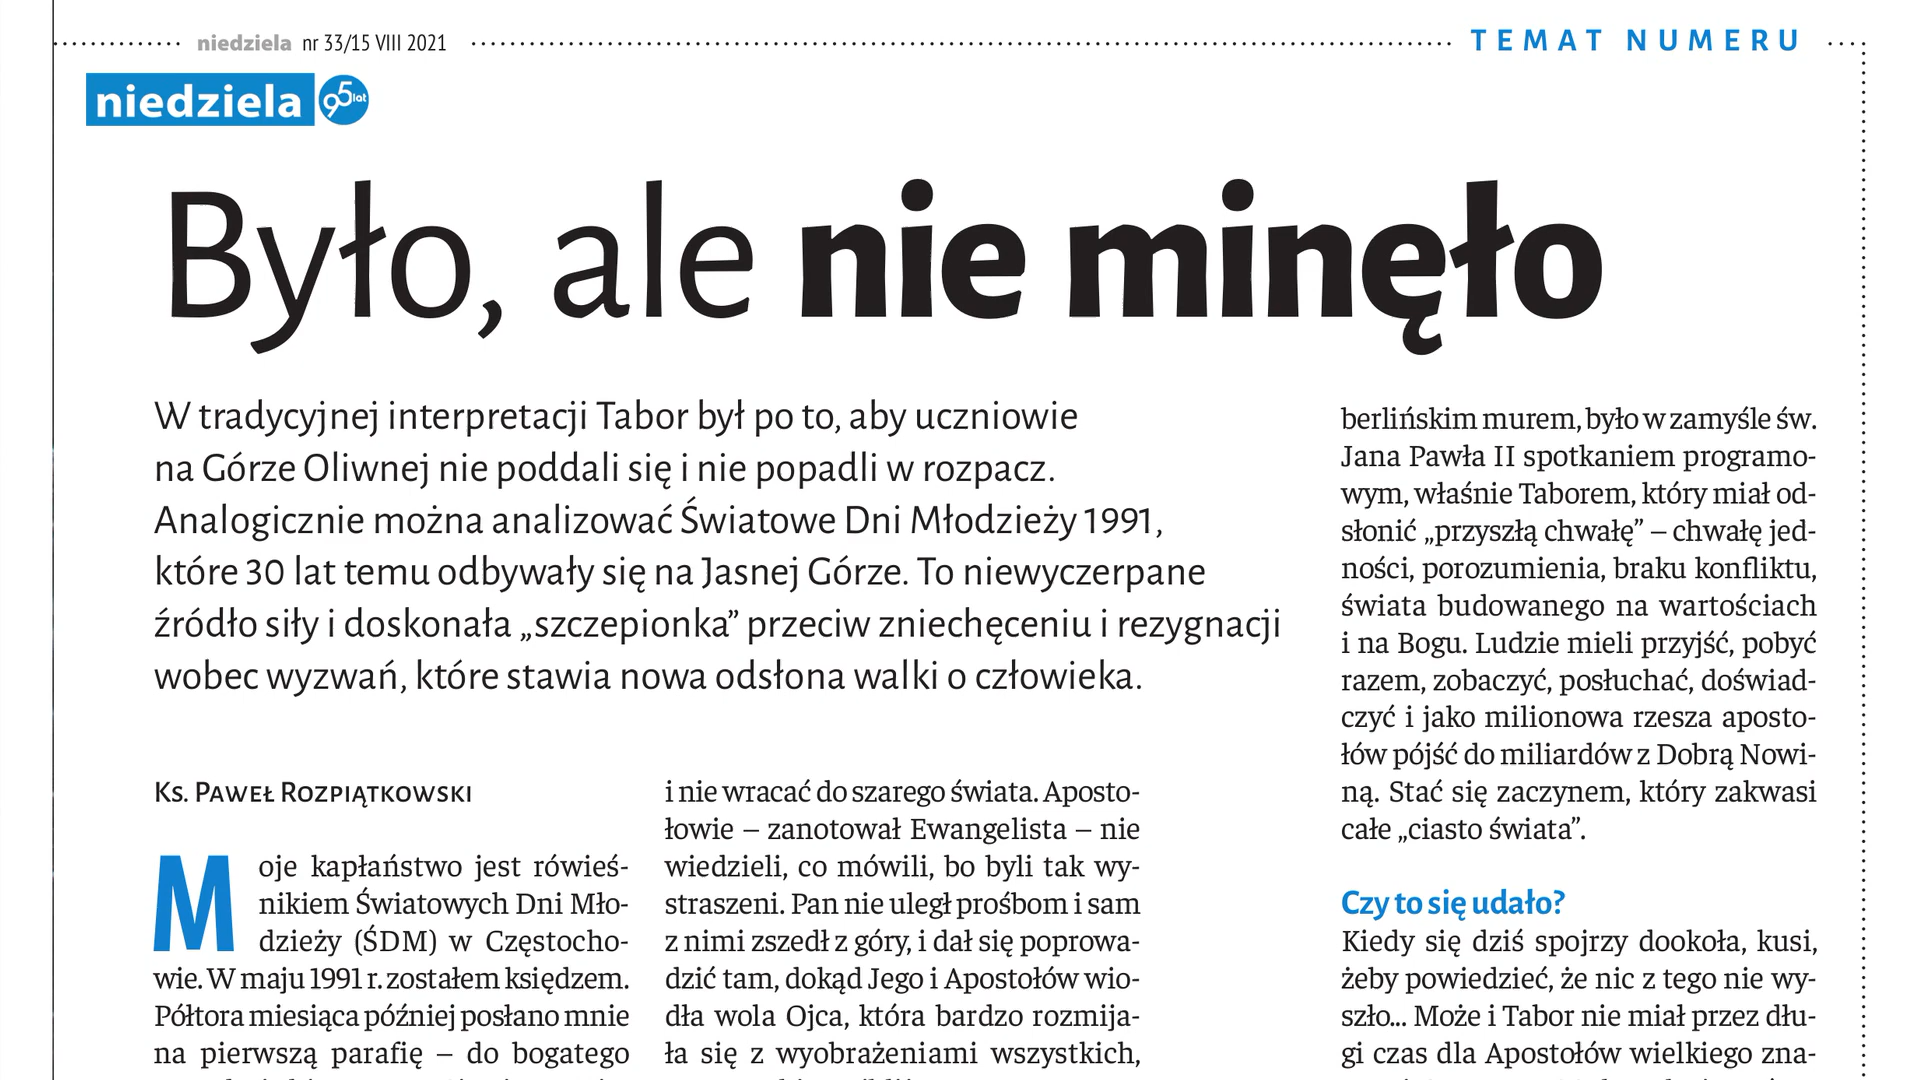 niedziela nr 33/15 VIII 2021
TEMAT NUMERU
niedziela 95 lat
Było, ale nie minęło
W tradycyjnej interpretacji Tabor był po to, aby uczniowie
na Górze Oliwnej nie poddali się i nie popadli w rozpacz.
Analogicznie można analizować Światowe Dni Młodzieży 1991,
które 30 lat temu odbywały się na Jasnej Górze. To niewyczerpane
źródło siły i doskonała „szczepionka” przeciw zniechęceniu i rezygnacji
wobec wyzwań, które stawia nowa odsłona walki o człowieka.
Ks. Paweł Rozpiątkowski
Moje kapłaństwo jest rówieś-
nikiem Światowych Dni Mło-
dzieży (ŚDM) w Częstocho-
wie. W maju 1991 r. zostałem księdzem.
Półtora miesiąca później posłano mnie
na pierwszą parafię – do bogatego
i nie wracać do szarego świata. Aposto-
łowie – zanotował Ewangelista – nie
wiedzieli, co mówili, bo byli tak wy-
straszeni. Pan nie uległ prośbom i sam
z nimi zszedł z góry, i dał się poprowa-
dzić tam, dokąd Jego i Apostołów wio-
dła wola Ojca, która bardzo rozmija-
ła się z wyobrażeniami wszystkich,
berlińskim murem, było w zamyśle św.
Jana Pawła II spotkaniem programo-
wym, właśnie Taborem, który miał od-
słonić „przyszłą chwałę” – chwałę jed-
ności, porozumienia, braku konfliktu,
świata budowanego na wartościach
i na Bogu. Ludzie mieli przyjść, pobyć
razem, zobaczyć, posłuchać, doświad-
czyć i jako milionowa rzesza aposto-
łów pójść do miliardów z Dobrą Nowi-
ną. Stać się zaczynem, który zakwasi
całe „ciasto świata”.
Czy to się udało?
Kiedy się dziś spojrzy dookoła, kusi,
żeby powiedzieć, że nic z tego nie wy-
szło... Może i Tabor nie miał przez dłu-
gi czas dla Apostołów wielkiego zna-